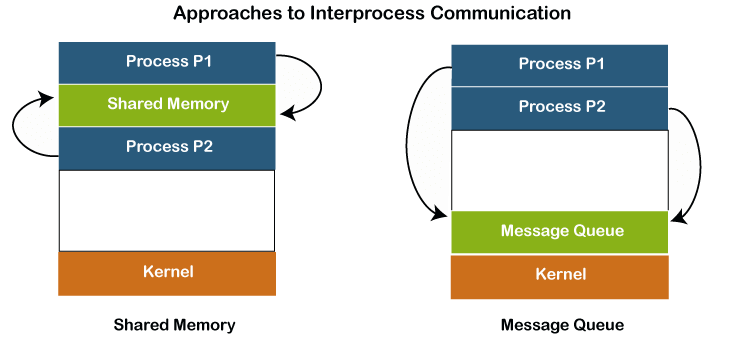 Approaches to Interprocess Communication
Process P1
Shared Memory
Process P2
Kernel
Shared Memory
Process P1
Process P2
Message Queue
Kernel
Message Queue